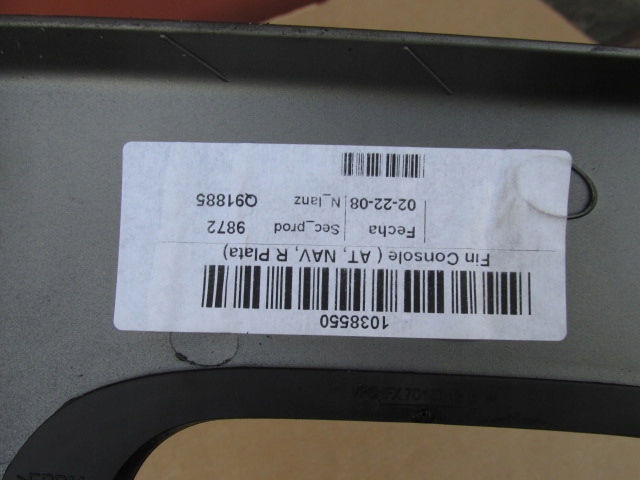 1038550
Fin Console ( AT, NAV, R Plata)
Fecha Sec_prod 9872
02-22-08 N_lanz Q91885